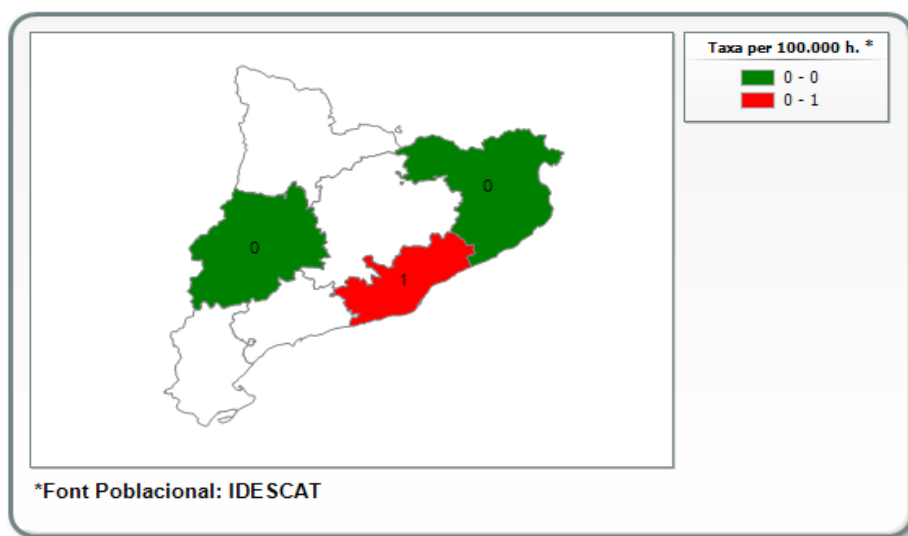 Taxa per 100.000 h. *
0 - 0
0 - 1
0
0
1
*Font Poblacional: IDESCAT